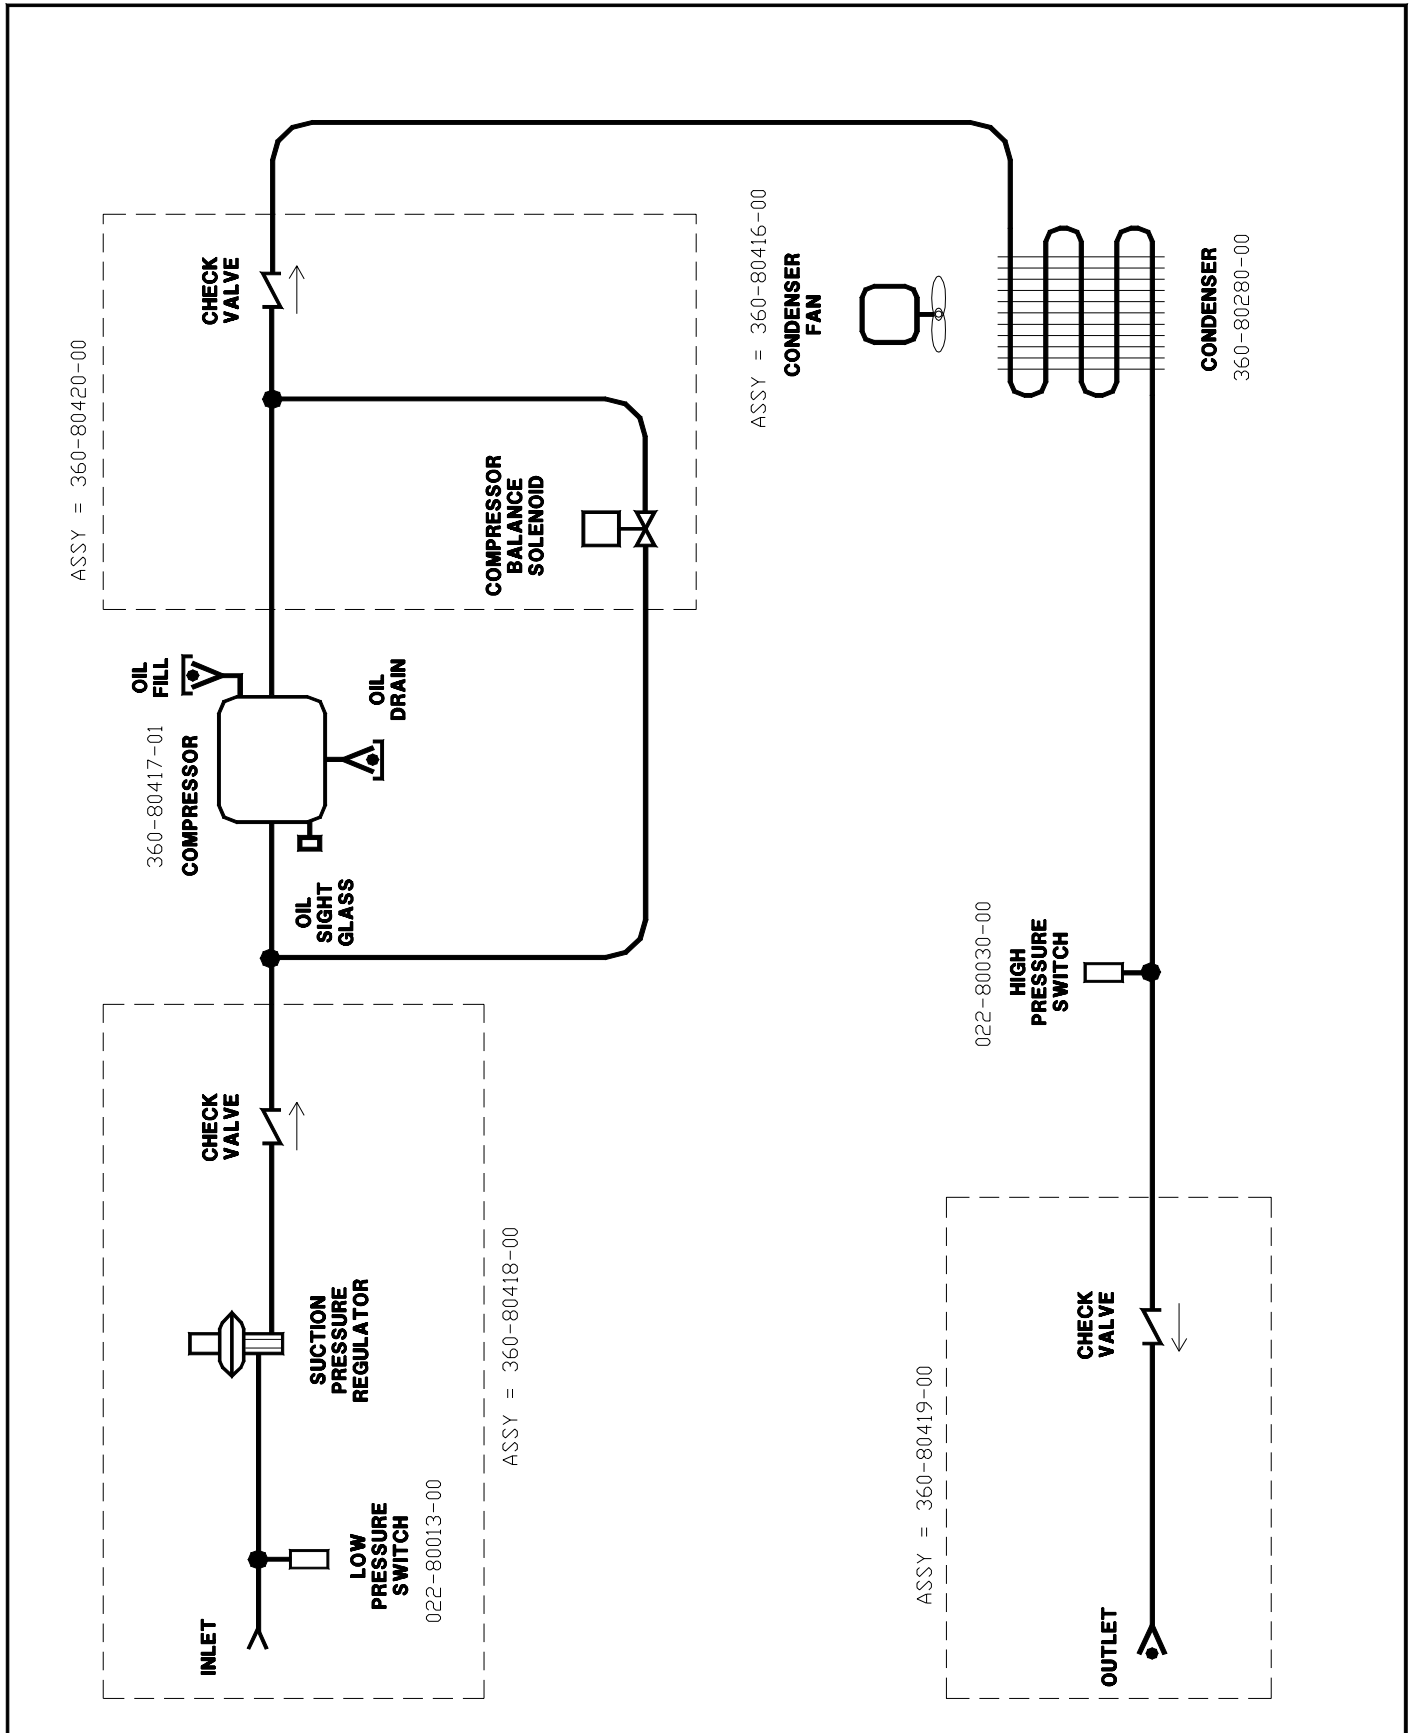 ASSY = 360-80420-00
CHECK
VALVE
COMPRESSOR
BALANCE
SOLENOID
OIL
FILL
360-80417-01
COMPRESSOR
OIL
DRAIN
OIL
SIGHT
GLASS
CHECK
VALVE
SUCTION
PRESSURE
REGULATOR
ASSY = 360-80418-00
LOW
PRESSURE
SWITCH
022-80013-00
INLET
ASSY = 360-80416-00
CONDENSER
FAN
CONDENSER
360-80280-00
022-80030-00
HIGH
PRESSURE
SWITCH
CHECK
VALVE
ASSY = 360-80419-00
OUTLET